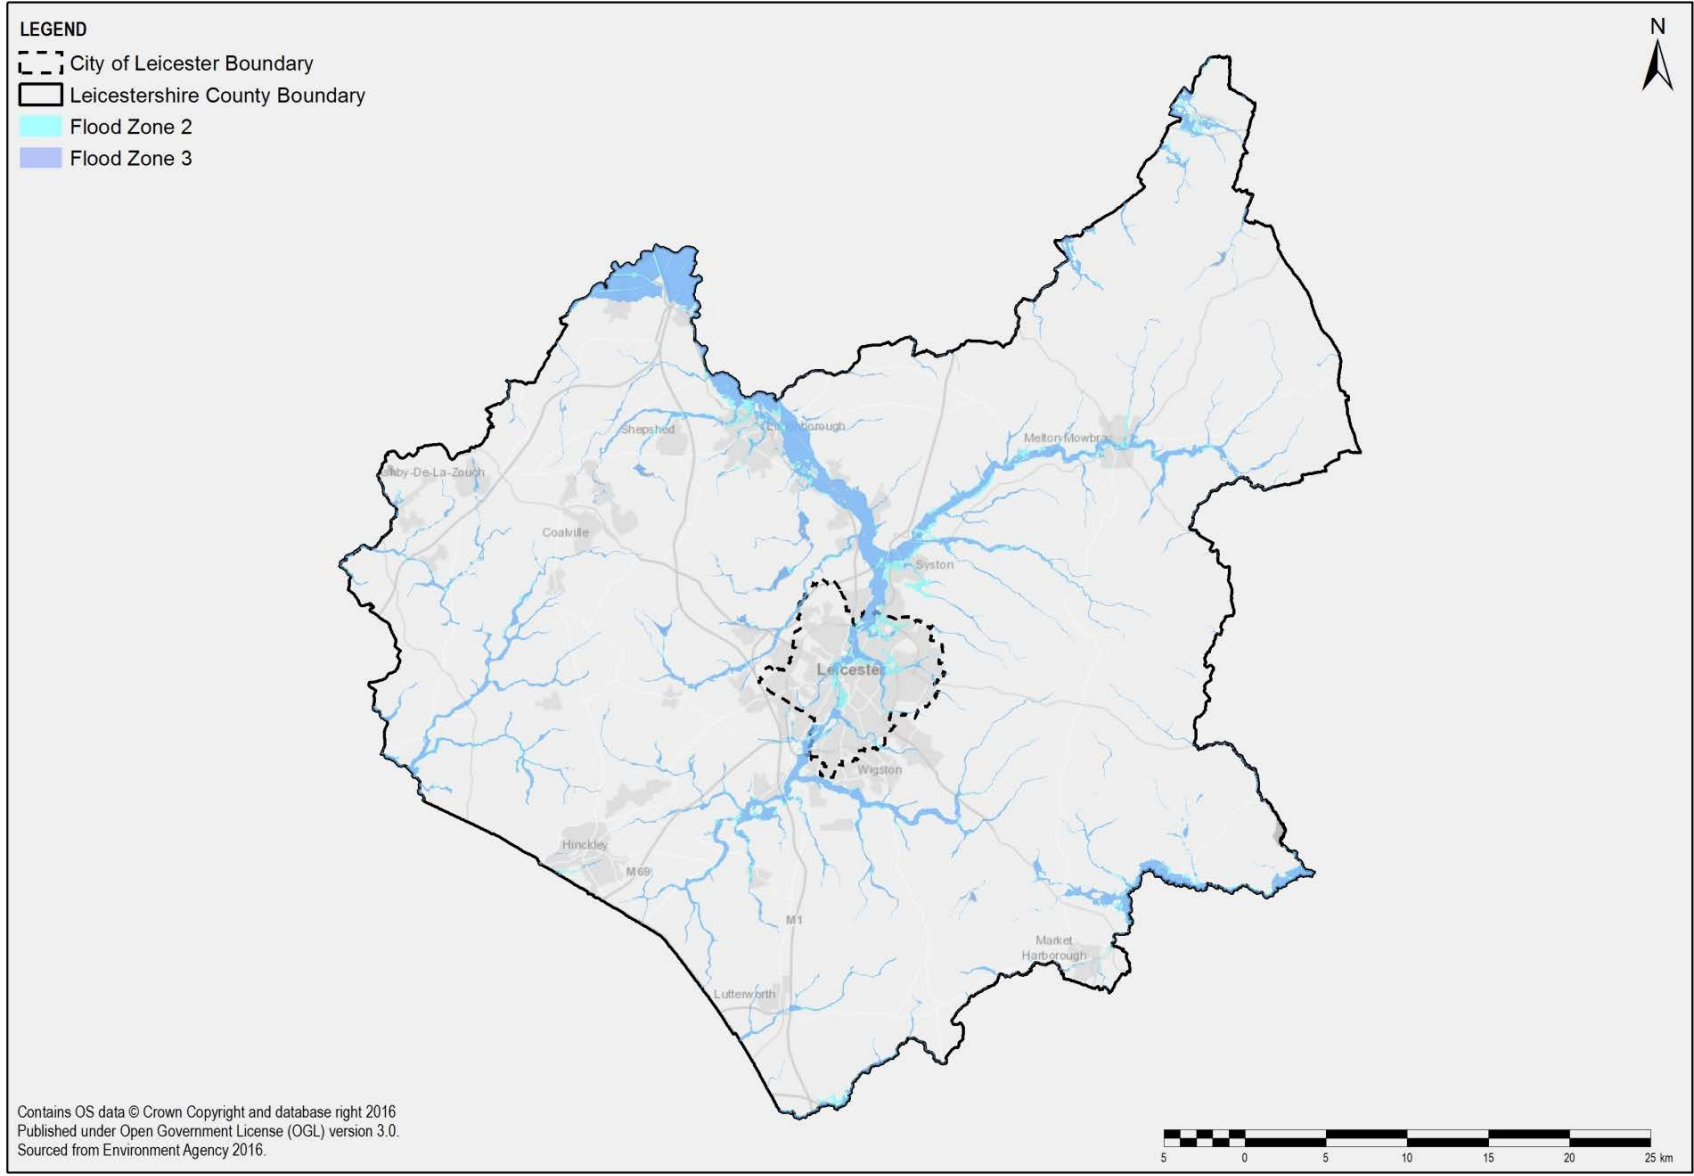 LEGEND
City of Leicester Boundary
Leicestershire County Boundary
Flood Zone 2
Flood Zone 3
N
Shepshed
Melton Mowbra
Coalville
Syston
Leicester
Wigston
Hinckley
M69
M1
Market
Harborough
Lutterworth
Contains OS data © Crown Copyright and database right 2016
Published under Open Government License (OGL) version 3.0.
Sourced from Environment Agency 2016.
5 0 5 10 15 20 25 km